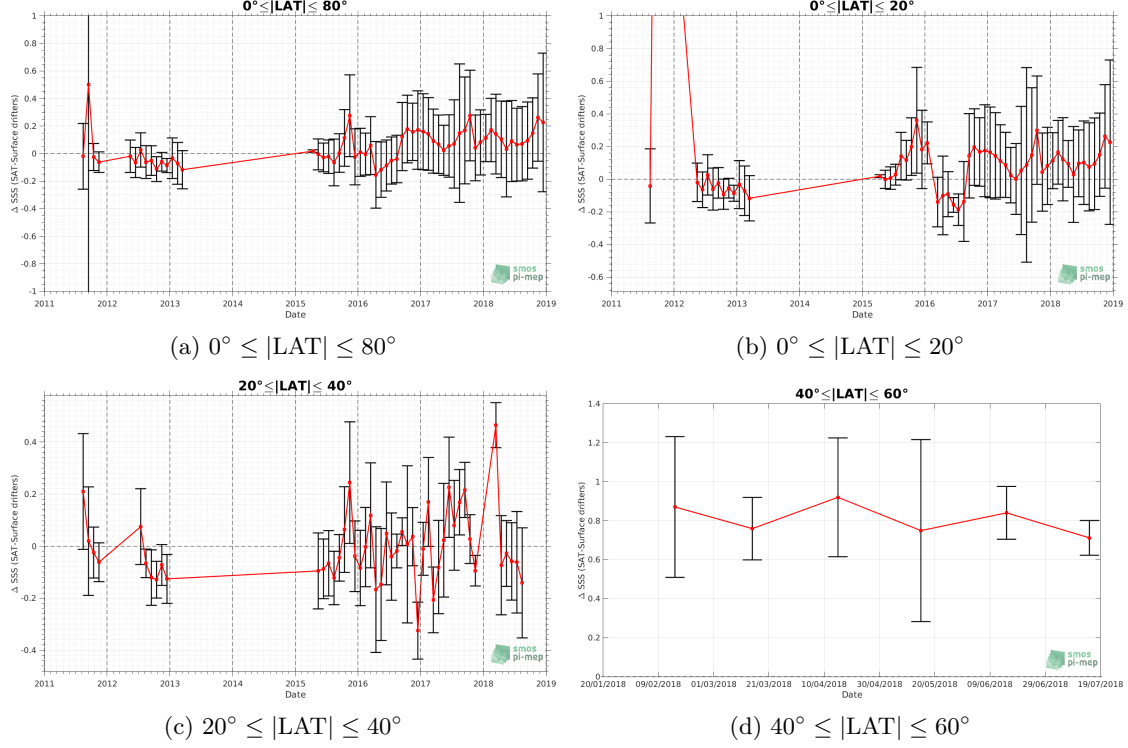 0°≤|LAT|≤ 80°
1
0.8
0.6
0.4
0.2
0
-0.2
-0.4
-0.6
-0.8
-1
Δ SSS (SAT-Surface drifters)
2011 2012 2013 2014 2015 2016 2017 2018 2019
Date
smos
pi-mep
(a) 0° ≤ |LAT| ≤ 80°
0°≤|LAT|≤ 20°
1
0.8
0.6
0.4
0.2
0
-0.2
-0.4
-0.6
Δ SSS (SAT-Surface drifters)
2011 2012 2013 2014 2015 2016 2017 2018 2019
Date
smos
pi-mep
(b) 0° ≤ |LAT| ≤ 20°
20°≤|LAT|≤ 40°
0.4
0.2
0
-0.2
-0.4
Δ SSS (SAT-Surface drifters)
2011 2012 2013 2014 2015 2016 2017 2018 2019
Date
smos
pi-mep
(c) 20° ≤ |LAT| ≤ 40°
40°≤|LAT|≤ 60°
1.4
1.2
1
0.8
0.6
0.4
0.2
0
Δ SSS (SAT-Surface drifters)
20/01/2018 09/02/2018 01/03/2018 21/03/2018 10/04/2018 30/04/2018 20/05/2018 09/06/2018 29/06/2018 19/07/2018
Date
smos
pi-mep
(d) 40° ≤ |LAT| ≤ 60°